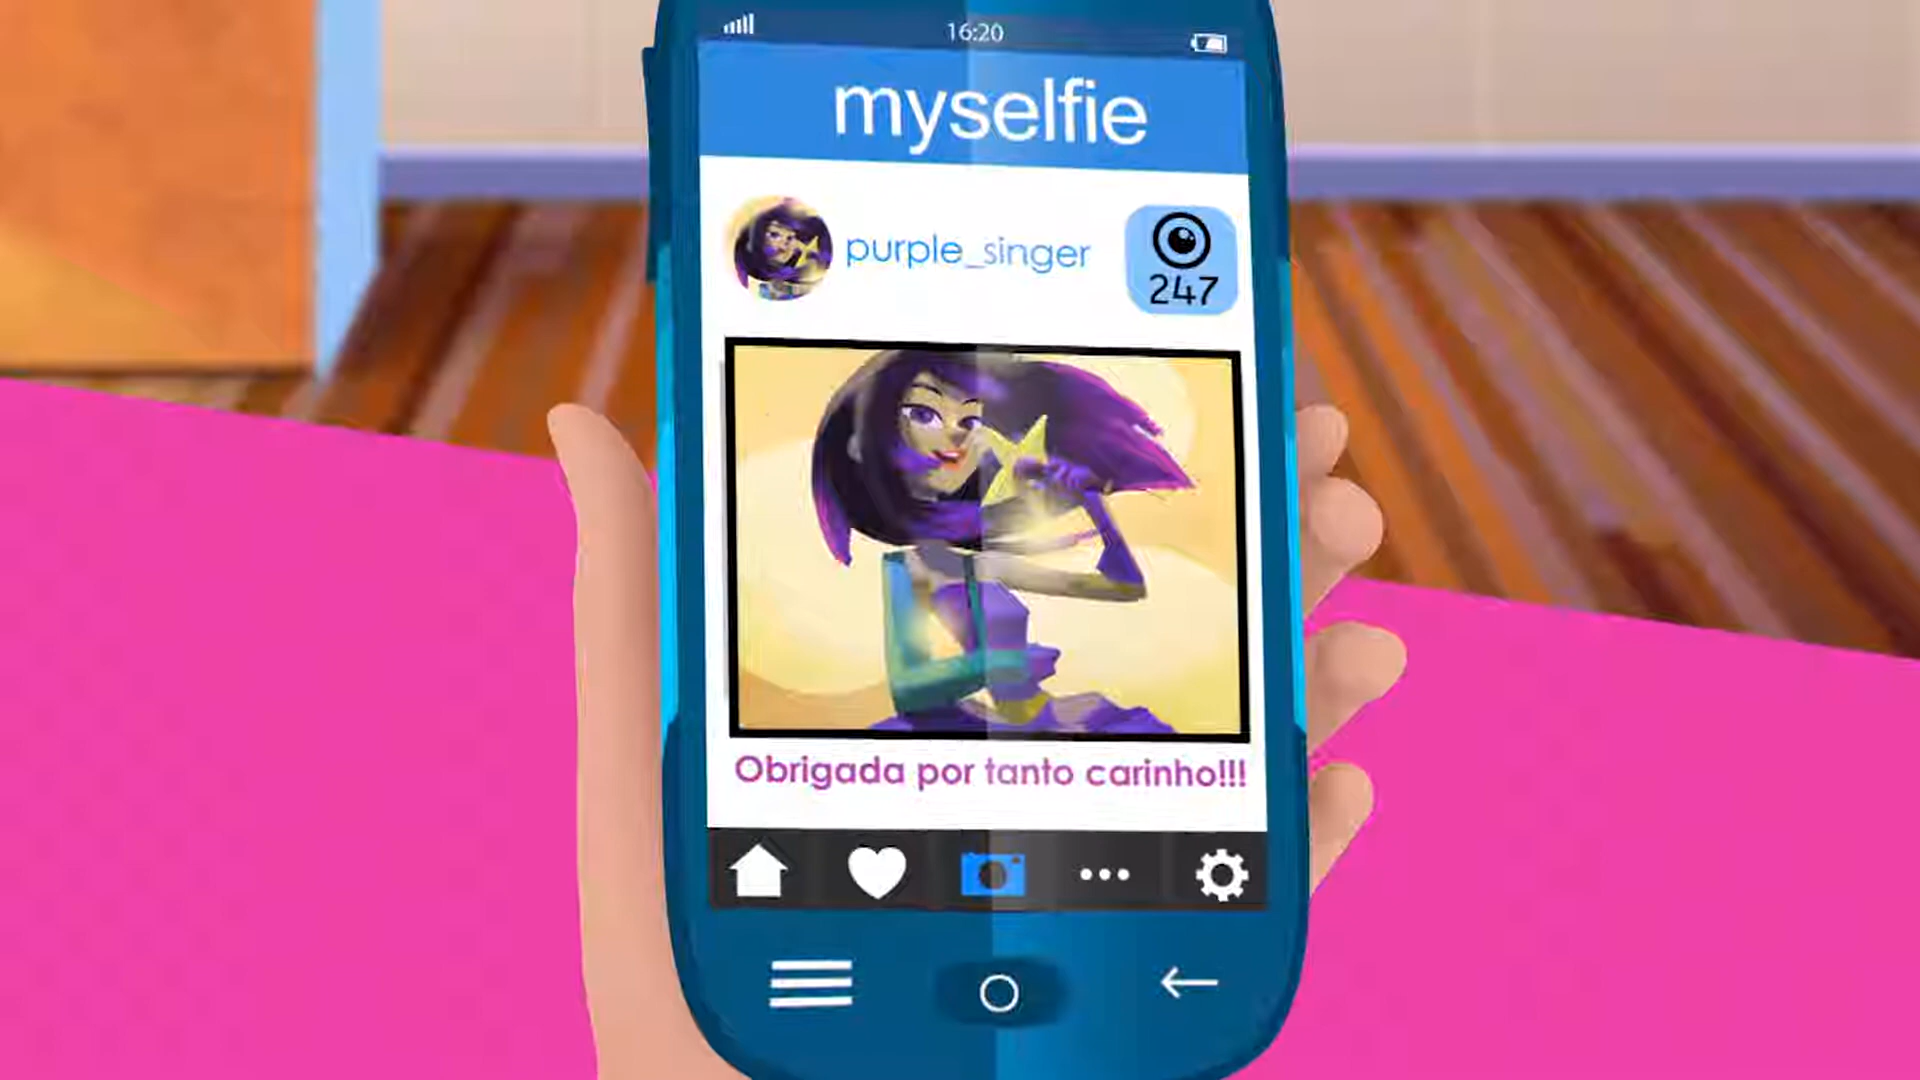 16:20
myselfie
purple_singer
247
Obrigada por tanto carinho!!!